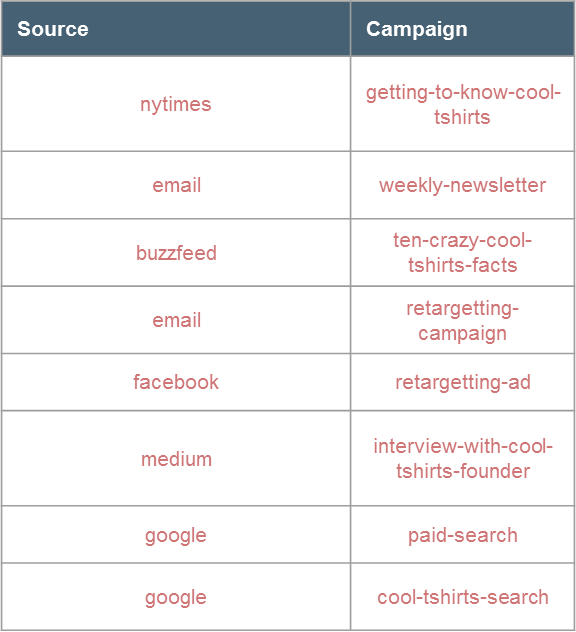 Source Campaign
nytimes getting-to-know-cool-
tshirts
email weekly-newsletter
buzzfeed ten-crazy-cool-
tshirts-facts
email retargetting-
campaign
facebook retargetting-ad
medium interview-with-cool-
tshirts-founder
google paid-search
google cool-tshirts-search